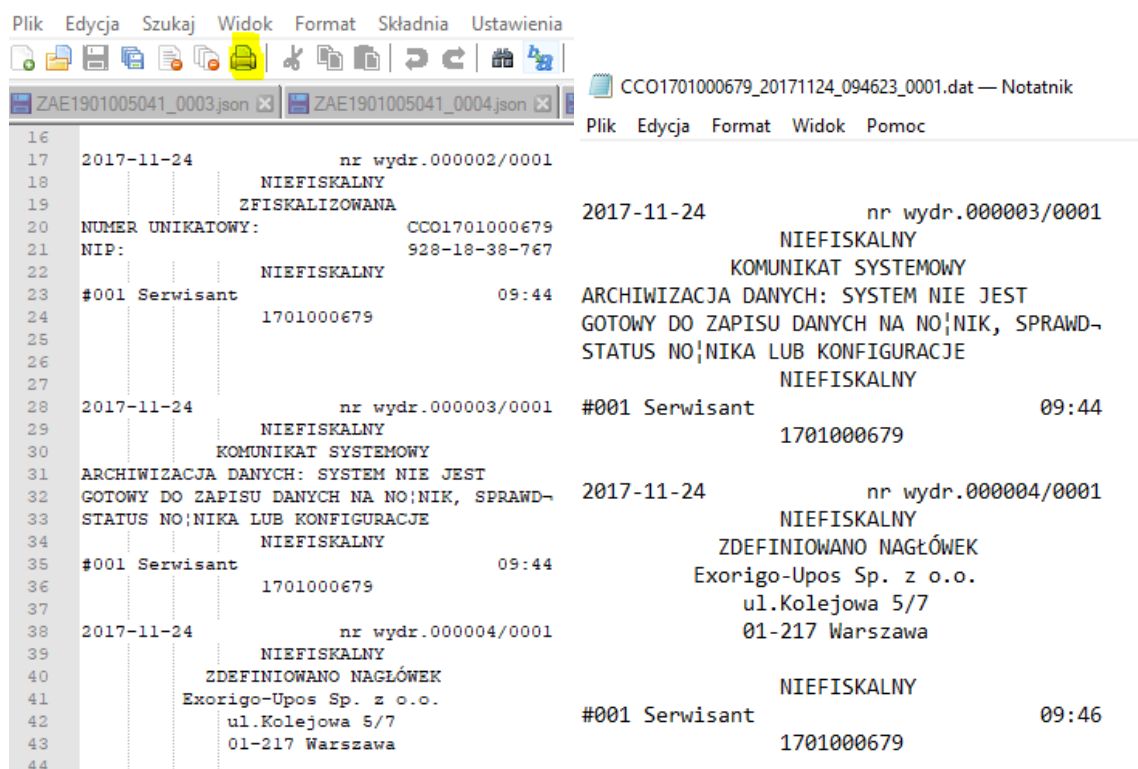 Plik Edycja Szukaj Widok Format Składnia Ustawienia
ZAE1901005041_0003.json ZAE1901005041_0004.json
16
17 2017-11-24 nr wydr.000002/0001
18 NIEFISKALNY
19 ZFISKALIZOWANA
20 NUMER UNIKATOWY: CCO1701000679
21 NIP: 928-18-38-767
22 NIEFISKALNY
23 #001 Serwisant 09:44
24 1701000679
25
26
27
28 2017-11-24 nr wydr.000003/0001
29 NIEFISKALNY
30 KOMUNIKAT SYSTEMOWY
31 ARCHIWIZACJA DANYCH: SYSTEM NIE JEST
32 GOTOWY DO ZAPISU DANYCH NA NO¦NIK, SPRAWD¬
33 STATUS NO¦NIKA LUB KONFIGURACJE
34 NIEFISKALNY
35 #001 Serwisant 09:44
36 1701000679
37
38 2017-11-24 nr wydr.000004/0001
39 NIEFISKALNY
40 ZDEFINIOWANO NAGŁÓWEK
41 Exorigo-Upos Sp. z o.o.
42 ul.Kolejowa 5/7
43 01-217 Warszawa
44
CCO1701000679_20171124_094623_0001.dat — Notatnik
Plik Edycja Format Widok Pomoc
2017-11-24 nr wydr.000003/0001
NIEFISKALNY
KOMUNIKAT SYSTEMOWY
ARCHIWIZACJA DANYCH: SYSTEM NIE JEST
GOTOWY DO ZAPISU DANYCH NA NO¦NIK, SPRAWD¬
STATUS NO¦NIKA LUB KONFIGURACJE
NIEFISKALNY
#001 Serwisant 09:44
1701000679
2017-11-24 nr wydr.000004/0001
NIEFISKALNY
ZDEFINIOWANO NAGŁÓWEK
Exorigo-Upos Sp. z o.o.
ul.Kolejowa 5/7
01-217 Warszawa
NIEFISKALNY
#001 Serwisant 09:46
1701000679